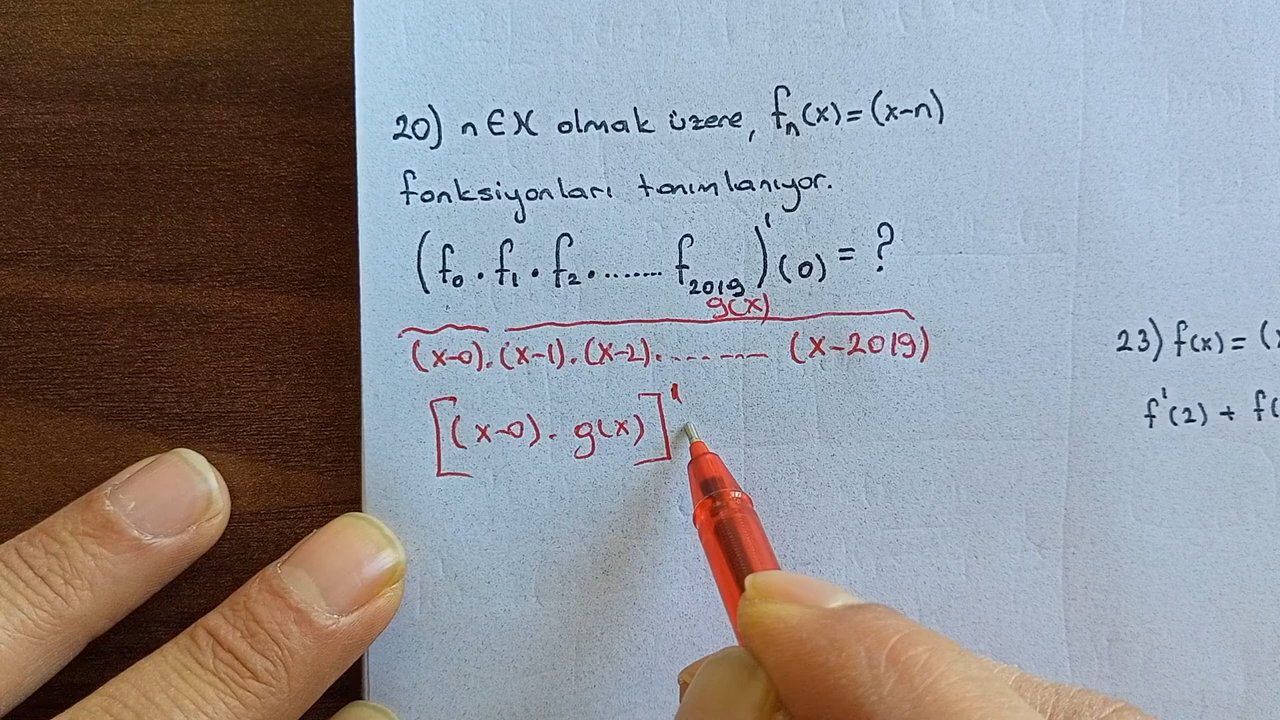 20) n∈N olmak üzere, fₙ(x)=(x-n)
fonksiyonları tanımlanıyor.
(f₀.f₁.f₂........f₂₀₁₉)'(0)=?
g(x)
(x-0).(x-1).(x-2)........(x-2019)
[(x-0).g(x)]'
23) f(x)=(
f'(2)+f(